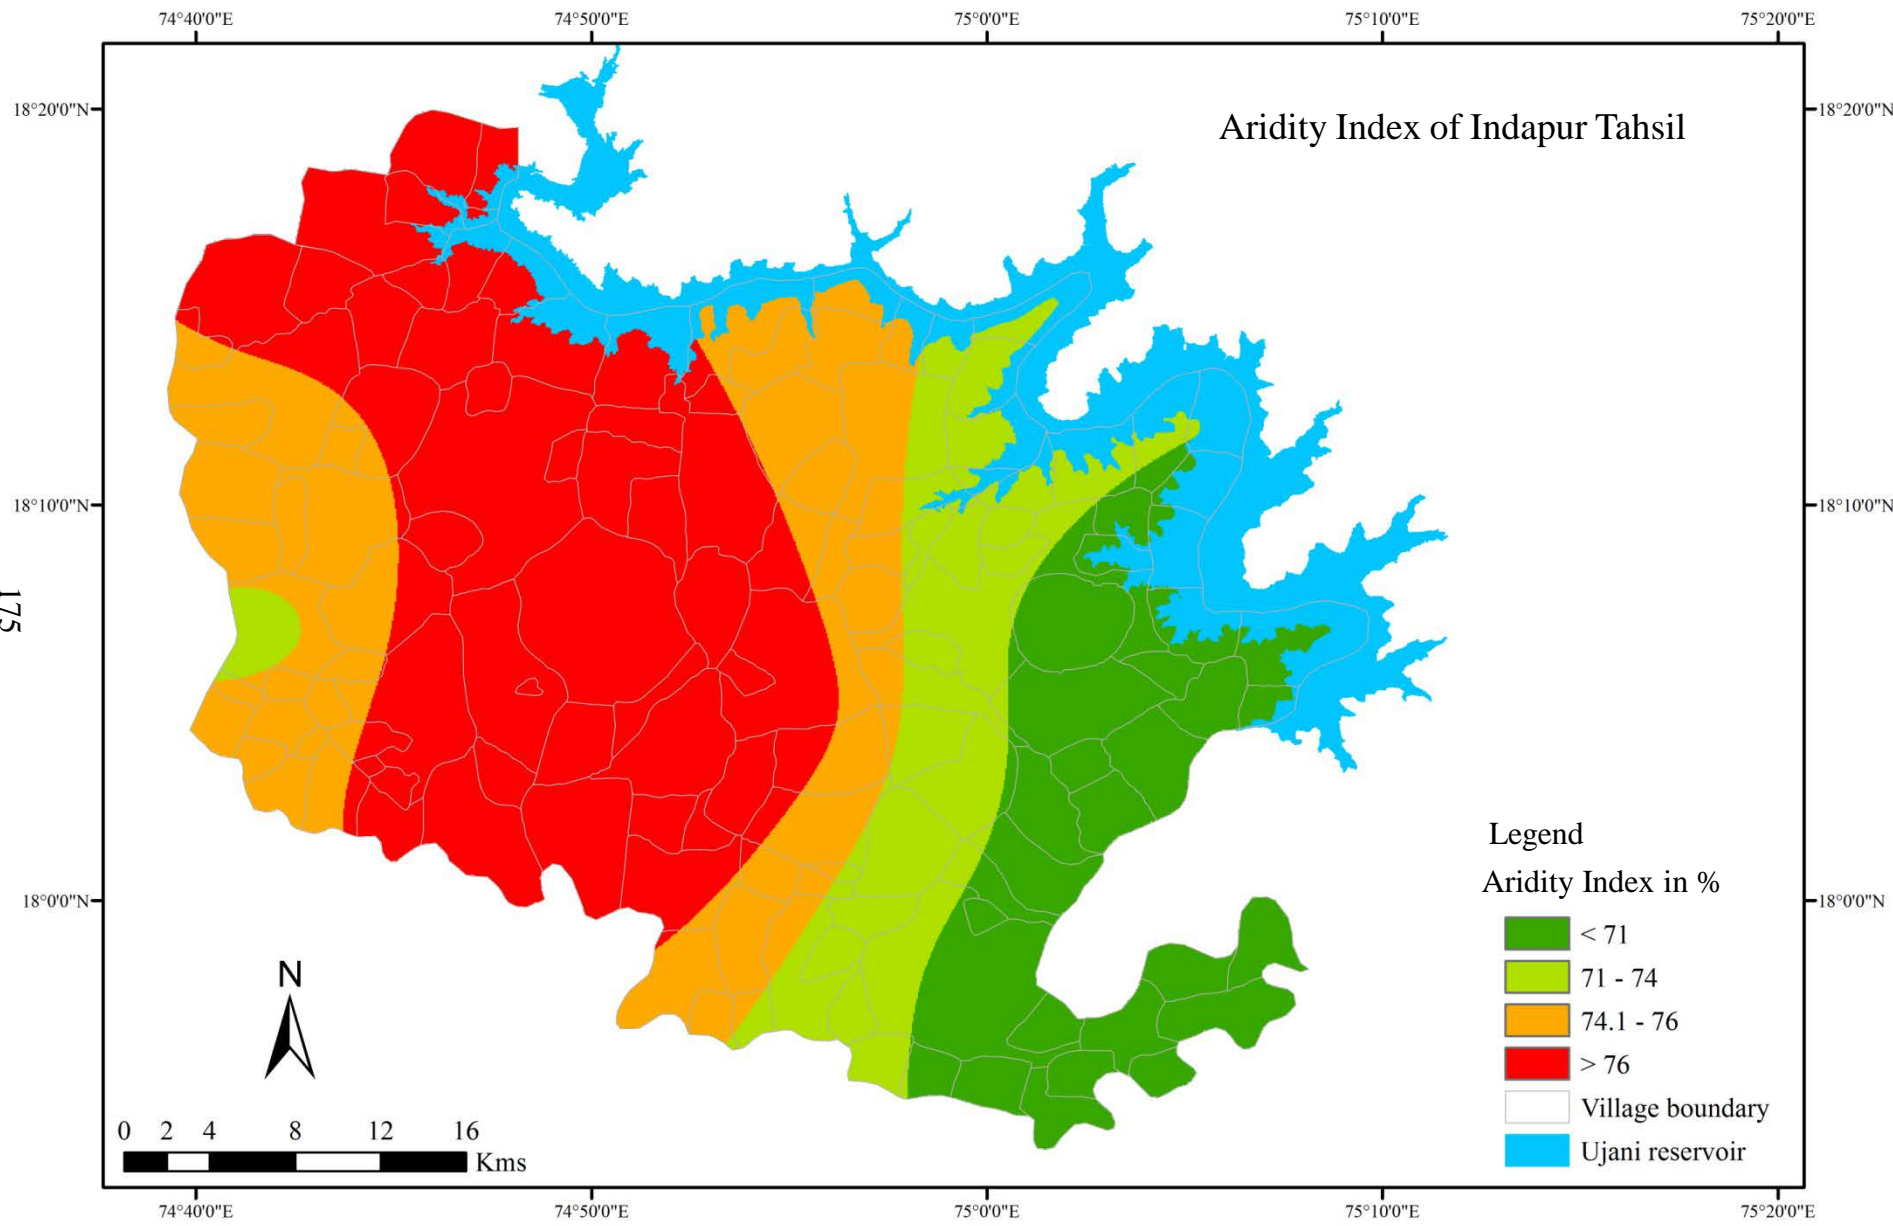 74°40'0"E 74°50'0"E 75°0'0"E 75°10'0"E 75°20'0"E
18°20'0"N 18°20'0"N
Aridity Index of Indapur Tahsil
18°10'0"N 18°10'0"N
175
Legend
Aridity Index in %
18°0'0"N 18°0'0"N
< 71
71 - 74
74.1 - 76
> 76
Village boundary
Ujani reservoir
N
0 2 4 8 12 16
Kms
74°40'0"E 74°50'0"E 75°0'0"E 75°10'0"E 75°20'0"E